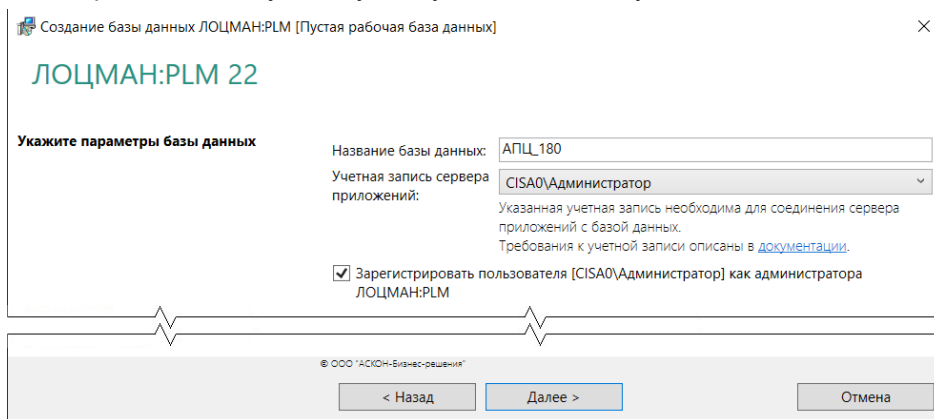 Создание базы данных ЛОЦМАН:PLM [Пустая рабочая база данных]
ЛОЦМАН:PLM 22
Укажите параметры базы данных
Название базы данных: АПЦ_180
Учетная запись сервера приложений: CISA0\Администратор
Указанная учетная запись необходима для соединения сервера
приложений с базой данных.
Требования к учетной записи описаны в документации.
Зарегистрировать пользователя [CISA0\Администратор] как администратора
ЛОЦМАН:PLM
© ООО "АСКОН-Бизнес-решения"
< Назад
Далее >
Отмена